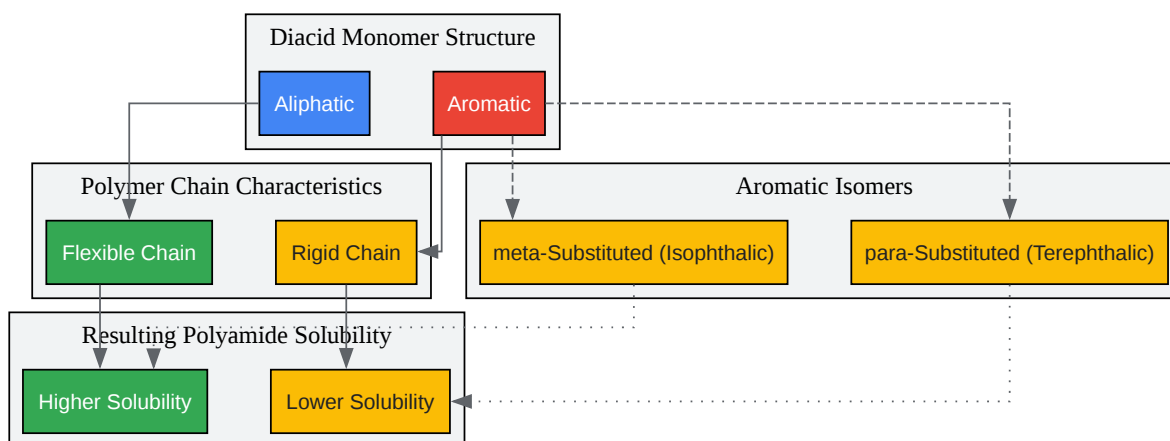 Diacid Monomer Structure
Aliphatic
Aromatic
Polymer Chain Characteristics
Flexible Chain
Rigid Chain
Aromatic Isomers
meta-Substituted (Isophthalic)
para-Substituted (Terephthalic)
Resulting Polyamide Solubility
Higher Solubility
Lower Solubility